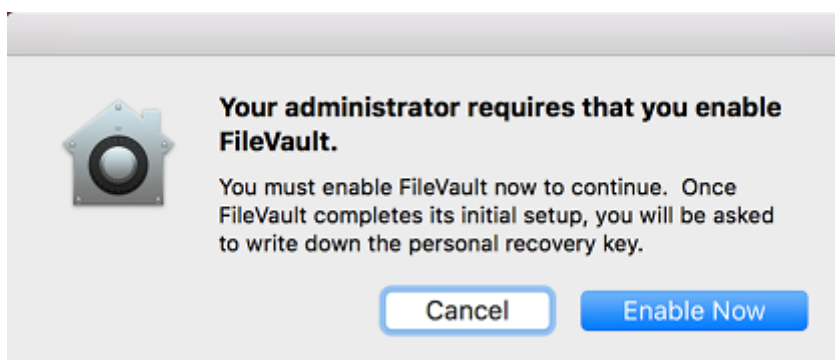 Your administrator requires that you enable
FileVault.
You must enable FileVault now to continue.  Once
FileVault completes its initial setup, you will be asked
to write down the personal recovery key.
Cancel
Enable Now